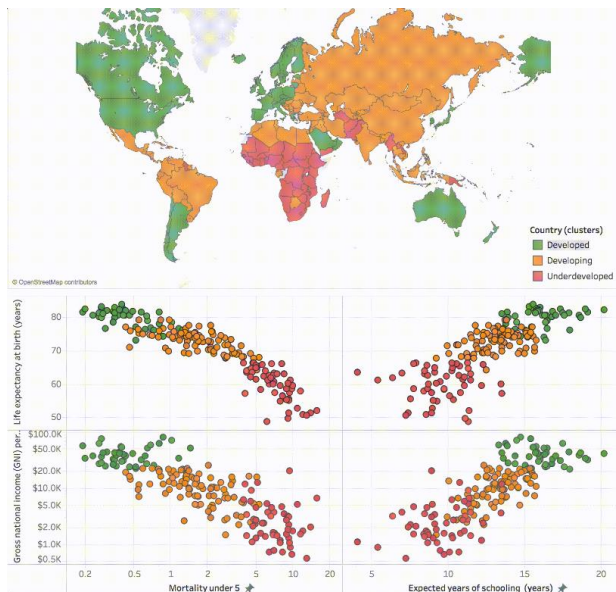 Country (clusters)
Developed
Developing
Underdeveloped
© OpenStreetMap contributors
Life expectancy at birth (years)
80
70
60
50
Gross national income (GNI) per..
$100.0K
$50.0K
$20.0K
$10.0K
$5.0K
$2.0K
$1.0K
$0.5K
0.2 0.5 1 2 5 10 20
Mortality under 5
5 10 15 20
Expected years of schooling (years)